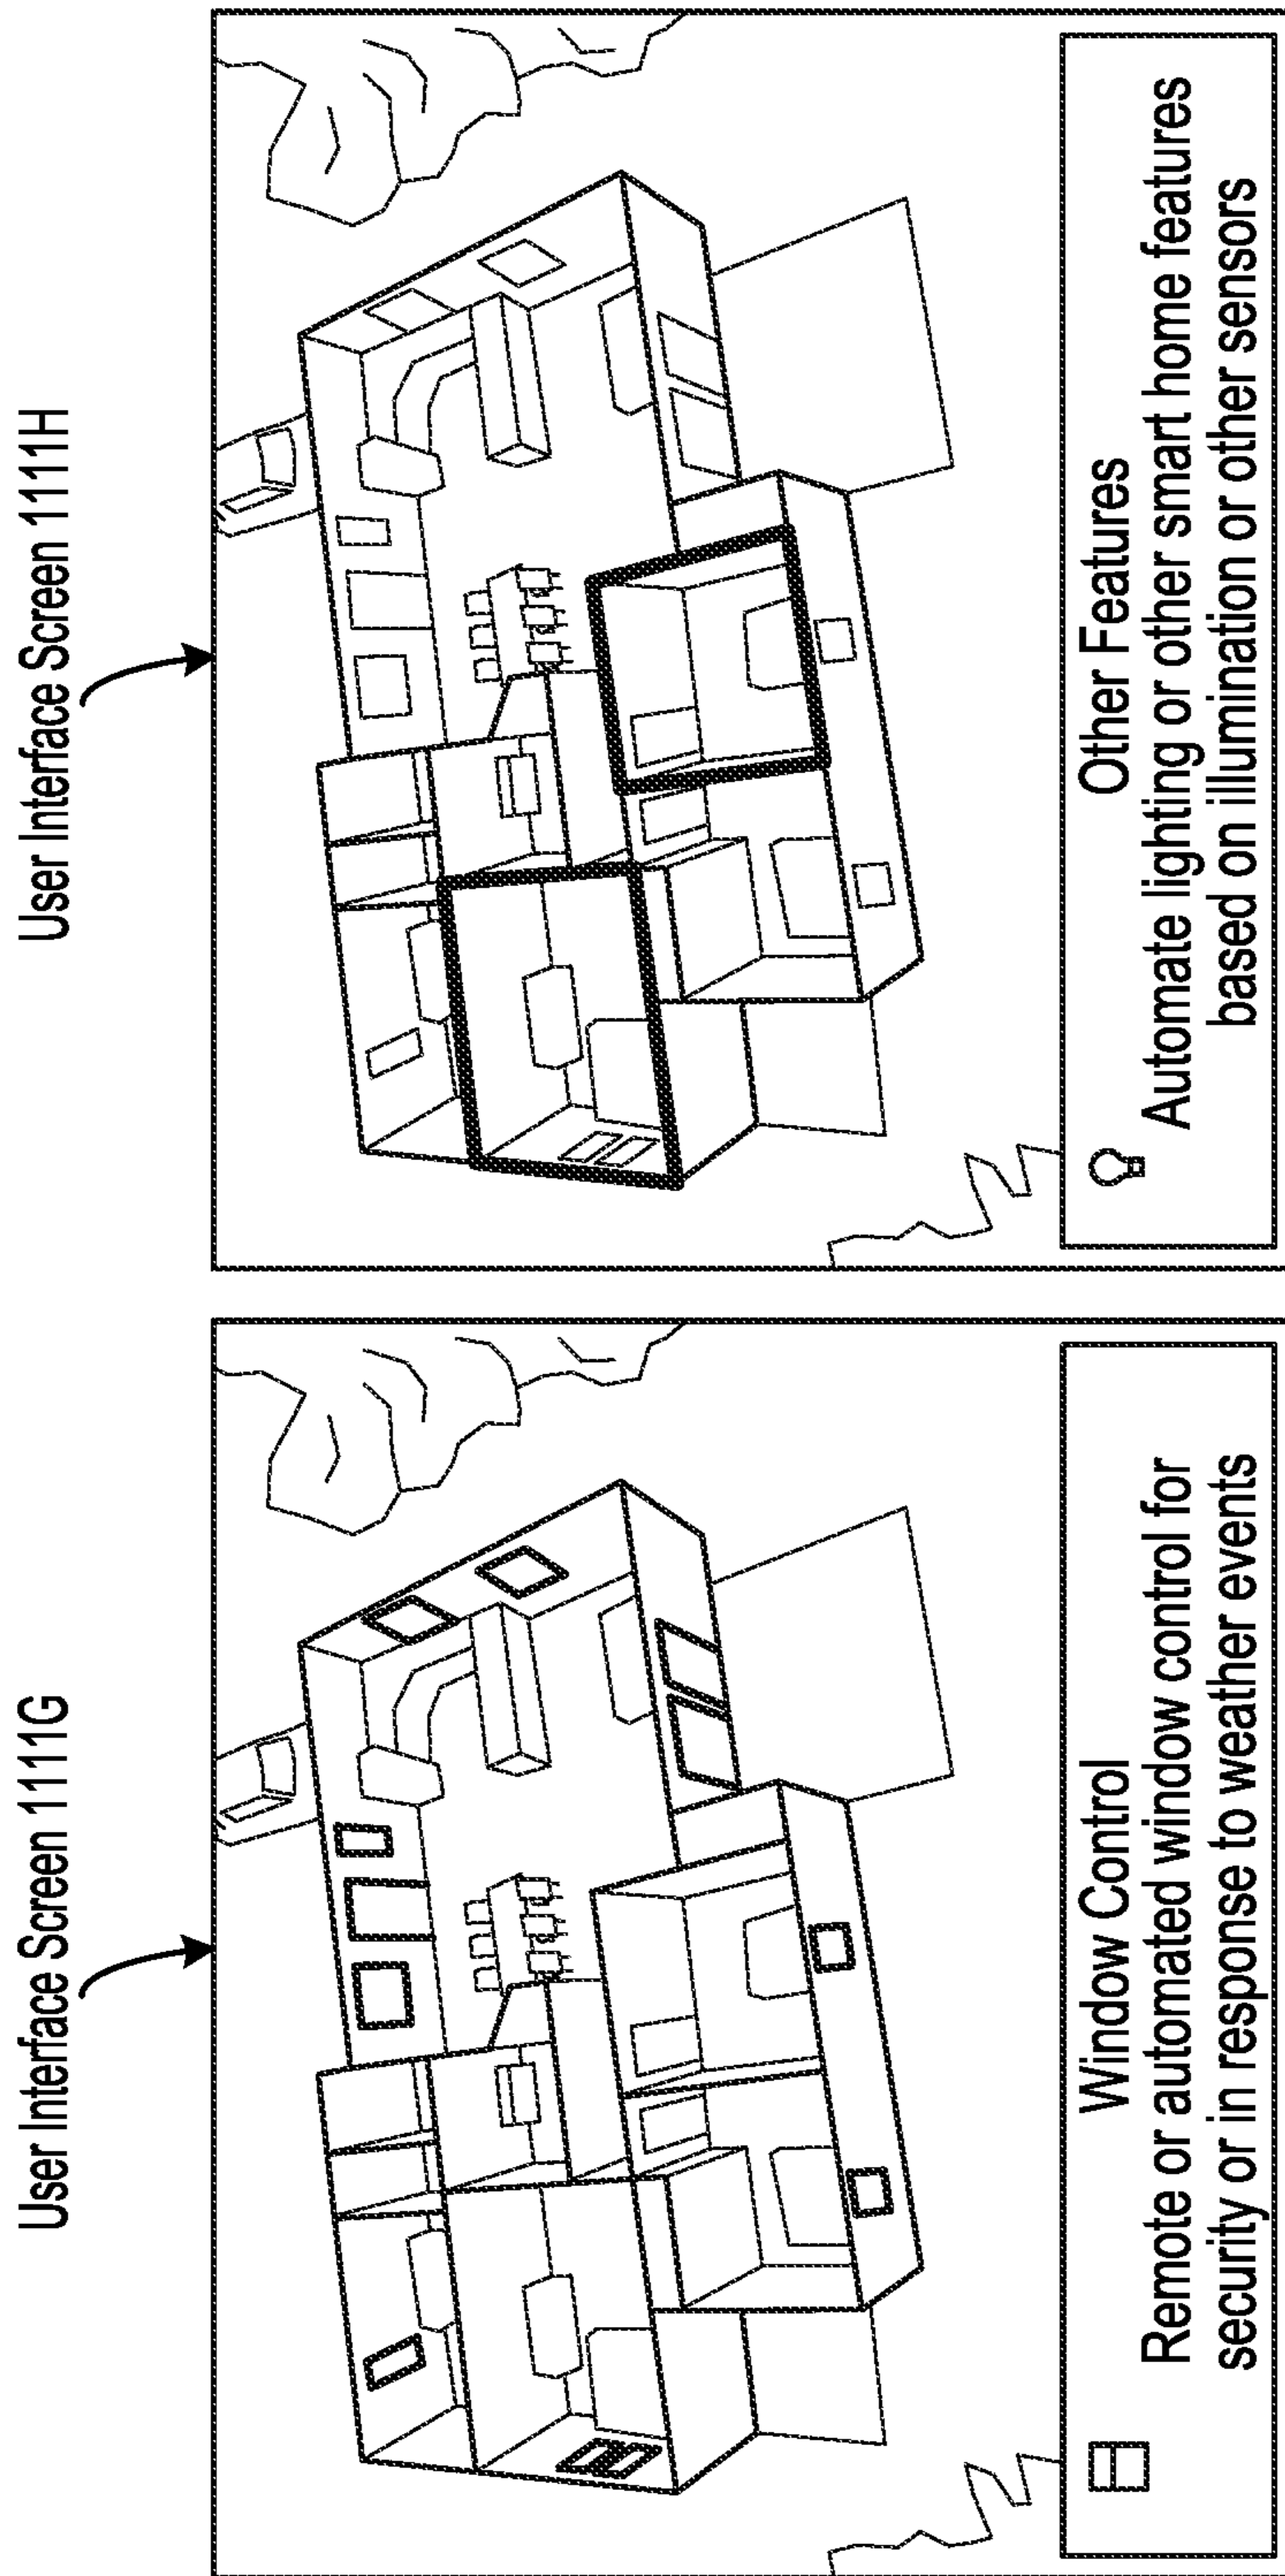 User Interface Screen 1111G
Window Control
Remote or automated window control for
security or in response to weather events
User Interface Screen 1111H
Other Features
Automate lighting or other smart home features
based on illumination or other sensors